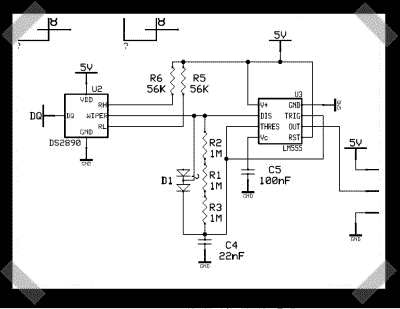 8
8
?
?
5V
5V
U2
R6
56K
R5
56K
U3
VDD
RH
V+
GND
GND
DQ
DQ
WIPER
DIS
TRIG
GND
RL
THRES
OUT
R2
1M
Vc
RST
DS2890
LM555
5V
GND
C5
100nF
D1
R1
1M
GND
R3
1M
C4
22nF
GND
GND